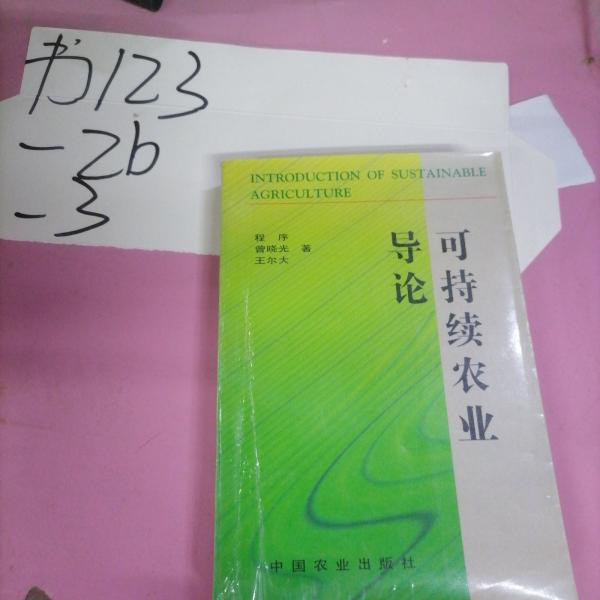 书123
-2b
-3
INTRODUCTION OF SUSTAINABLE
AGRICULTURE
程序
曾晓光 著
王尔大
可持续农业
导论
中国农业出版社